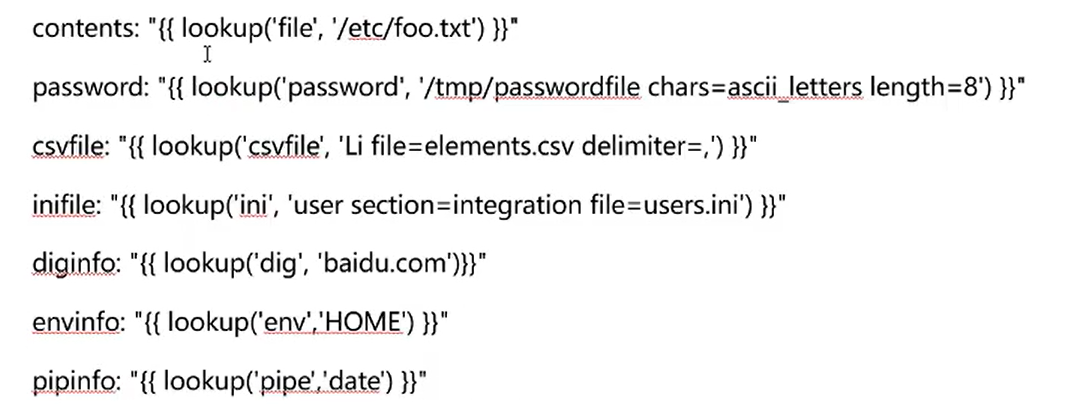 contents: "{{ lookup('file', '/etc/foo.txt') }}"
password: "{{ lookup('password', '/tmp/passwordfile chars=ascii_letters length=8') }}"
csvfile: "{{ lookup('csvfile', 'Li file=elements.csv delimiter=,') }}"
inifile: "{{ lookup('ini', 'user section=integration file=users.ini') }}"
diginfo: "{{ lookup('dig', 'baidu.com')}}"
envinfo: "{{ lookup('env','HOME') }}"
pipinfo: "{{ lookup('pipe','date') }}"